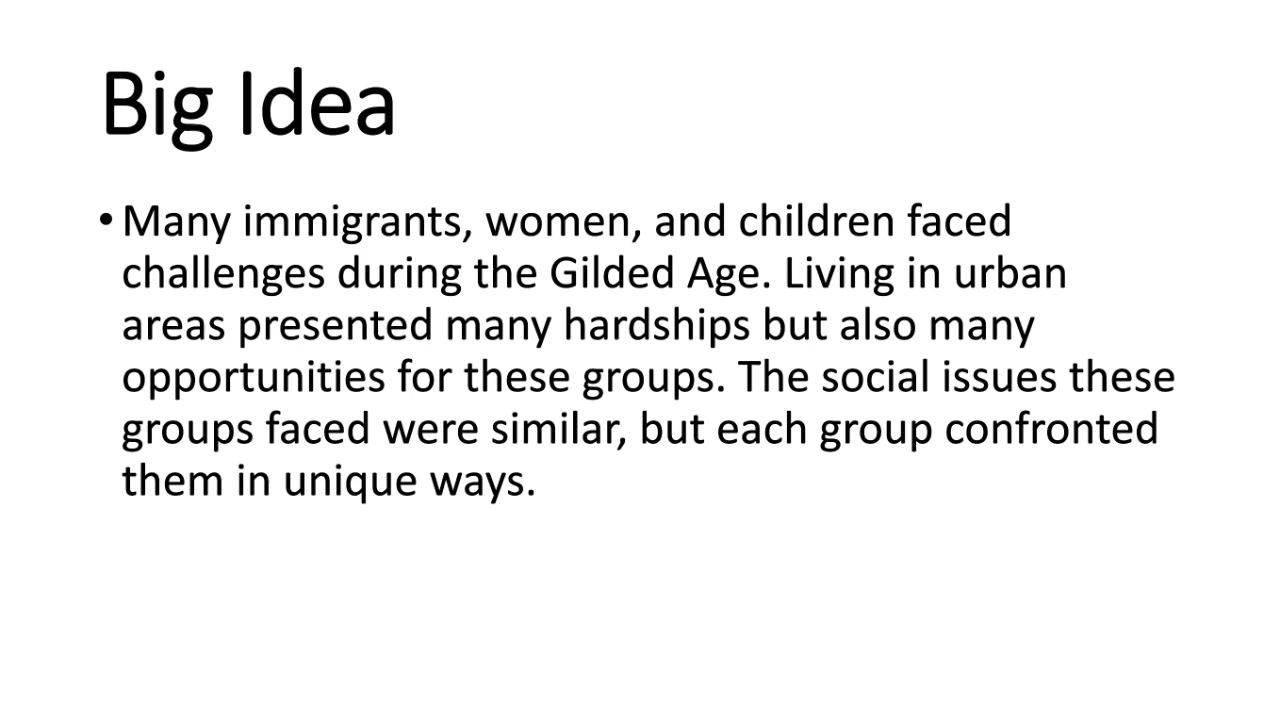 Big Idea
• Many immigrants, women, and children faced
challenges during the Gilded Age. Living in urban
areas presented many hardships but also many
opportunities for these groups. The social issues these
groups faced were similar, but each group confronted
them in unique ways.